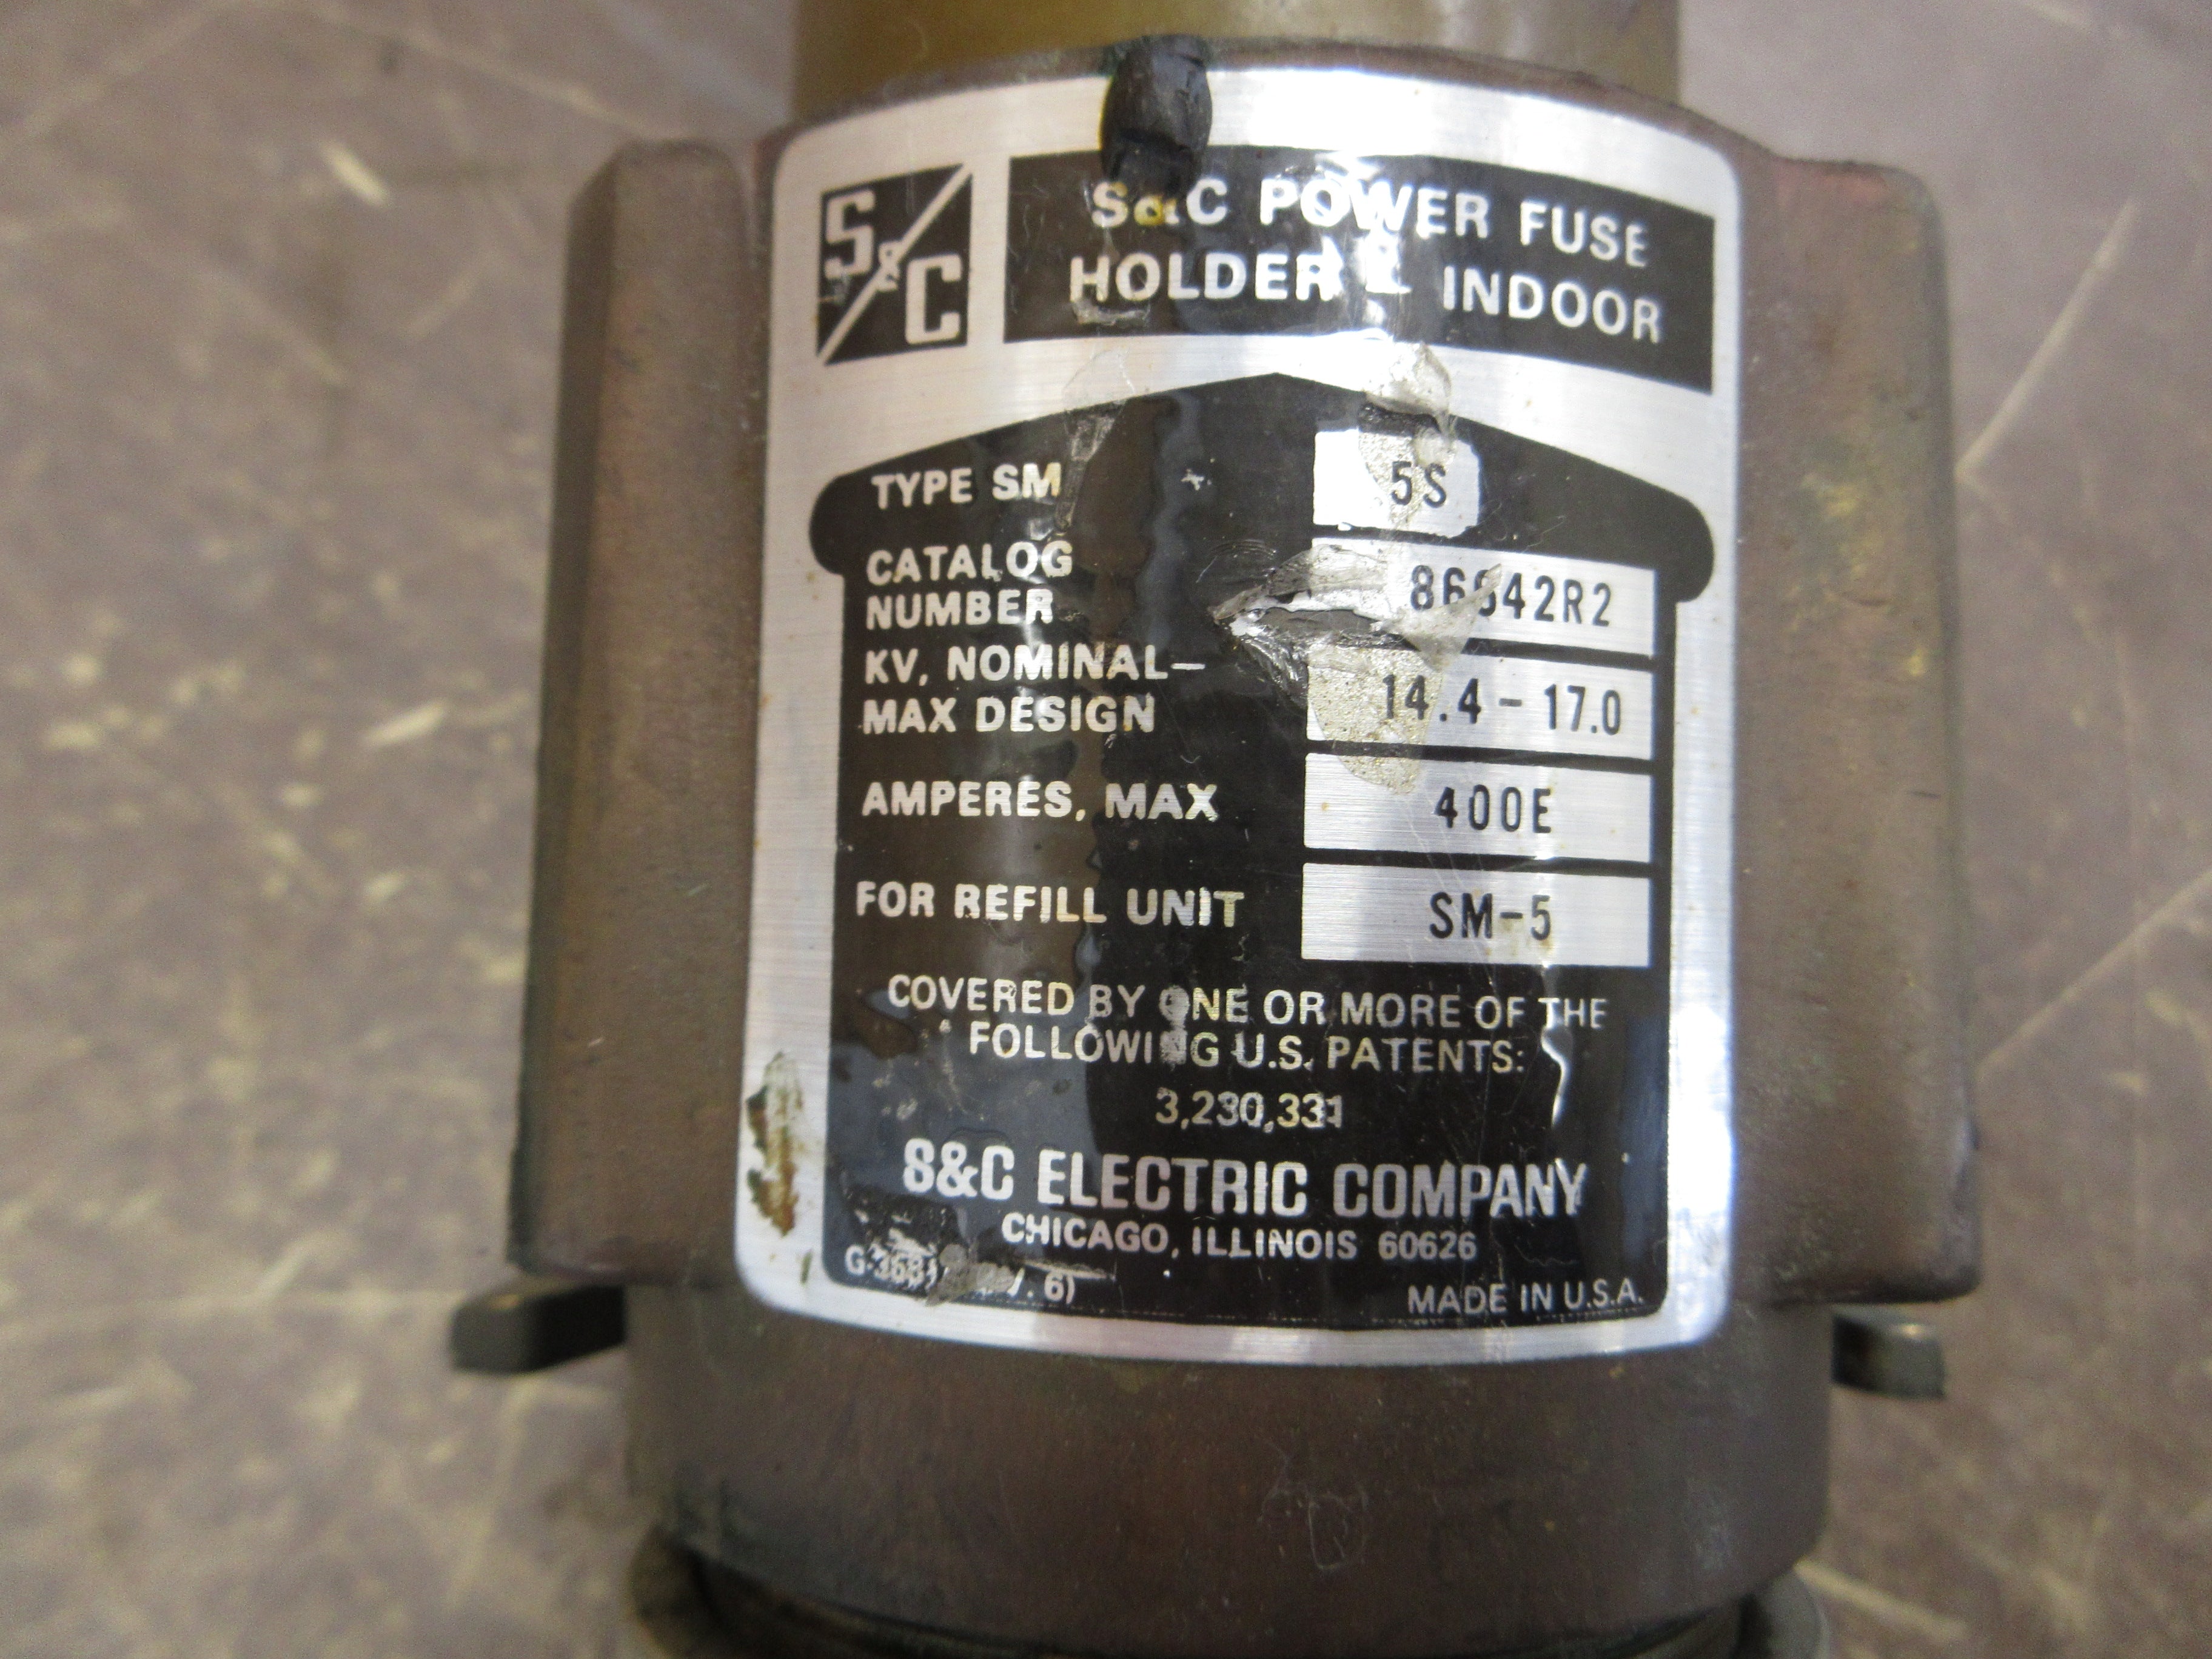 S&C
S&C POWER FUSE
HOLDER - INDOOR
TYPE SM 5S
CATALOG
NUMBER 86642R2
KV, NOMINAL—
MAX DESIGN 14.4 - 17.0
AMPERES, MAX 400E
FOR REFILL UNIT SM-5
COVERED BY ONE OR MORE OF THE
FOLLOWING U.S. PATENTS:
3,230,331
S&C ELECTRIC COMPANY
CHICAGO, ILLINOIS 60626
6) MADE IN U.S.A.